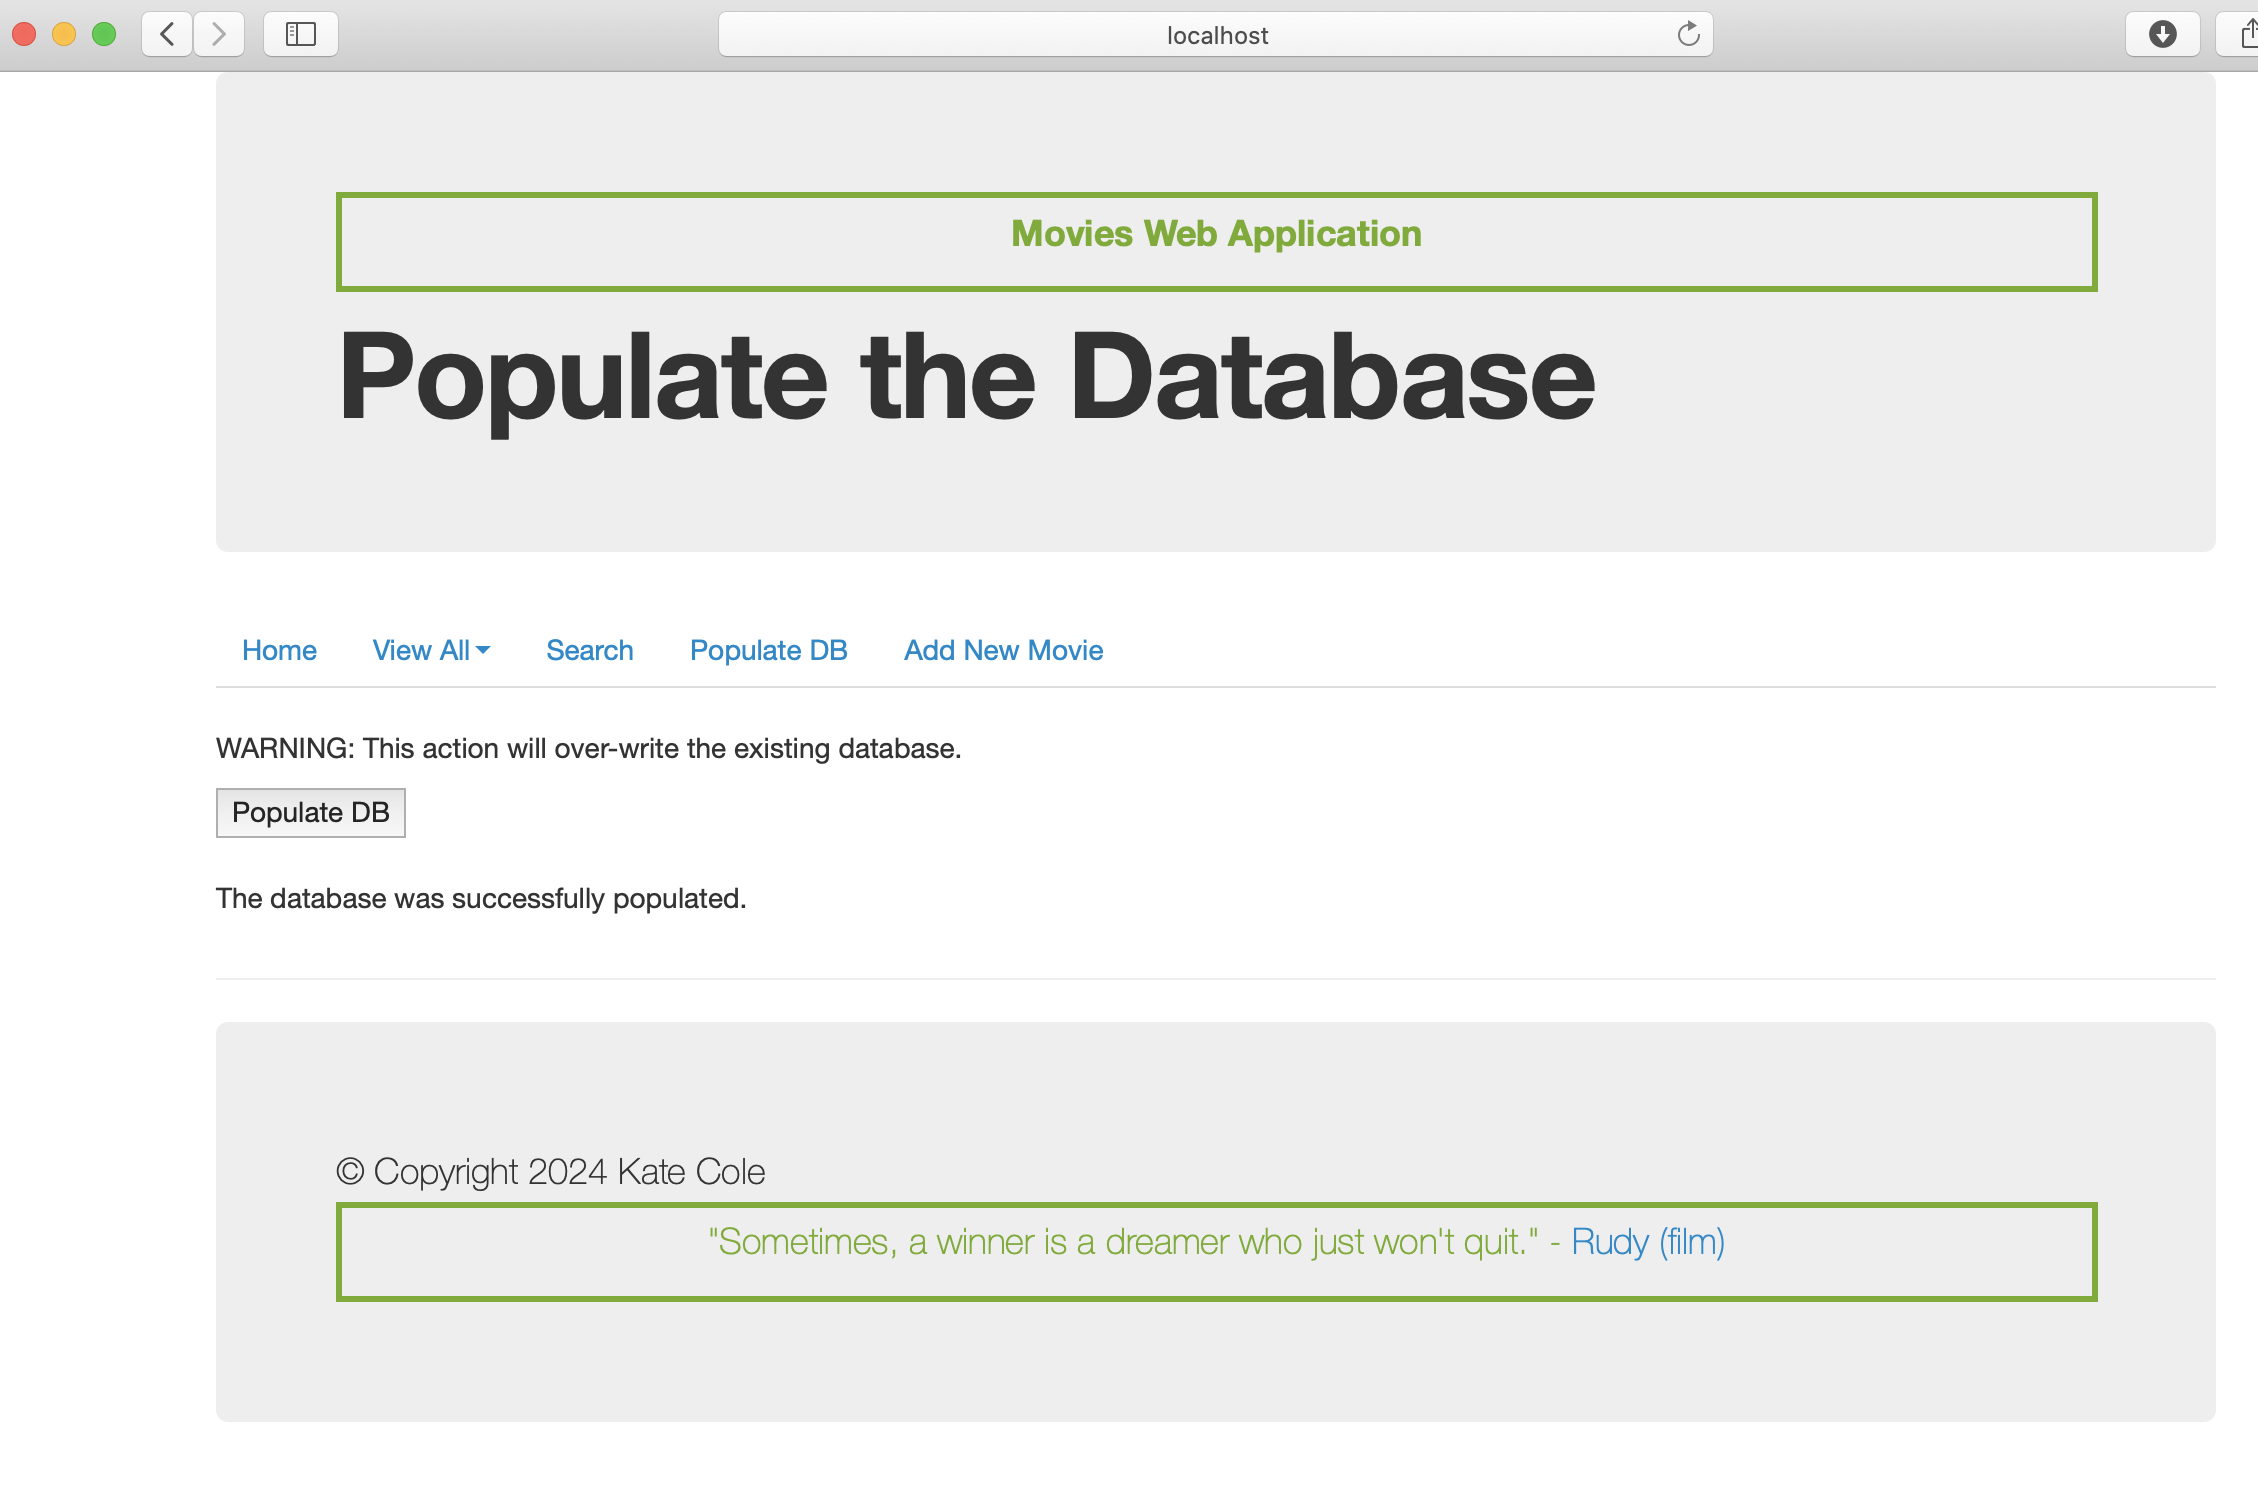 localhost
Movies Web Application
Populate the Database
Home View All Search Populate DB Add New Movie
WARNING: This action will over-write the existing database.
Populate DB
The database was successfully populated.
© Copyright 2024 Kate Cole
"Sometimes, a winner is a dreamer who just won't quit." - Rudy (film)